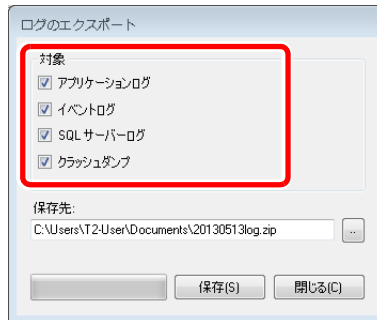 ログのエクスポート
対象
アプリケーションログ
イベントログ
SQL サーバーログ
クラッシュダンプ
保存先:
C:\Users\T2-User\Documents\20130513log.zip
..
保存(S) 閉じる(C)